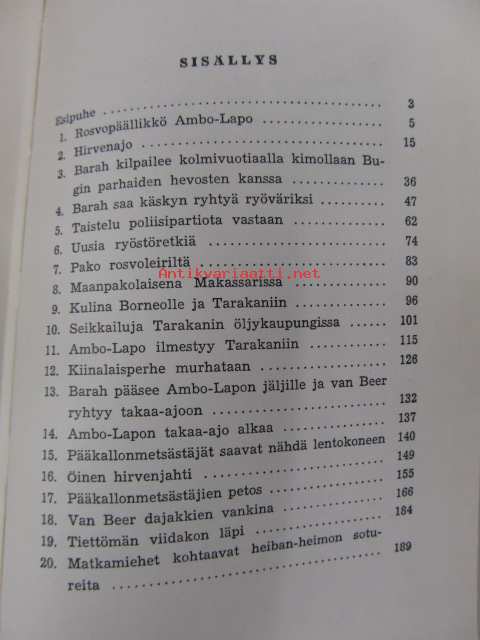 SISÄLLYS
Esipuhe ........................................ 3
1. Rosvopäällikkö Ambo-Lapo .................. 5
2. Hirvenajo .................................. 15
3. Barah kilpailee kolmivuotiaalla kimollaan Bu-
gin parhaiden hevosten kanssa ............. 36
4. Barah saa käskyn ryhtyä ryöväriksi ........ 47
5. Taistelu poliisipartiota vastaan ............ 62
6. Uusia ryöstöretkiä .......................... 74
7. Pako rosvoleiriltä .......................... 83
Antikvariaatti.net
8. Maanpakolaisena Makassarissa .............. 90
9. Kulina Borneolle ja Tarakaniin ............ 96
10. Seikkailuja Tarakanin öljykaupungissa ...... 101
11. Ambo-Lapo ilmestyy Tarakaniin ............ 115
12. Kiinalaisperhe murhataan .................. 126
13. Barah pääsee Ambo-Lapon jäljille ja van Beer
ryhtyy takaa-ajoon ........................ 132
14. Ambo-Lapon takaa-ajo alkaa ............... 137
15. Pääkallonmetsästäjät saavat nähdä lentokoneen 140
16. Öinen hirvenjahti .......................... 149
17. Pääkallonmetsästäjien petos ................ 155
18. Van Beer dajakkien vankina ............... 166
19. Tiettömän viidakon läpi .................... 184
20. Matkamiehet kohtaavat heiban-heimon sotu-
reita ...................................... 189